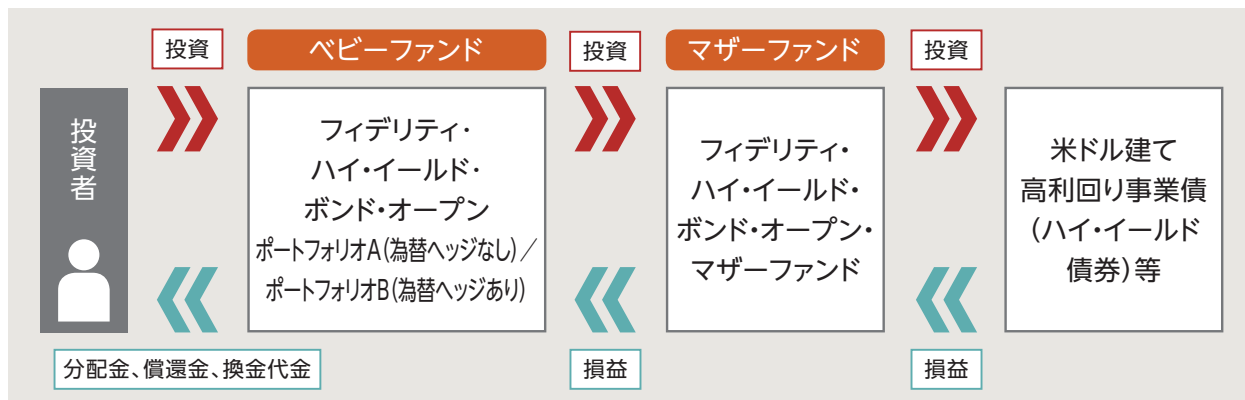 投資
ベビーファンド
投資
マザーファンド
投資
投資者
フィデリティ・
ハイ・イールド・
ボンド・オープン
ポートフォリオA(為替ヘッジなし)／
ポートフォリオB(為替ヘッジあり)
フィデリティ・
ハイ・イールド・
ボンド・オープン・
マザーファンド
米ドル建て
高利回り事業債
(ハイ・イールド
債券)等
分配金、償還金、換金代金
損益
損益